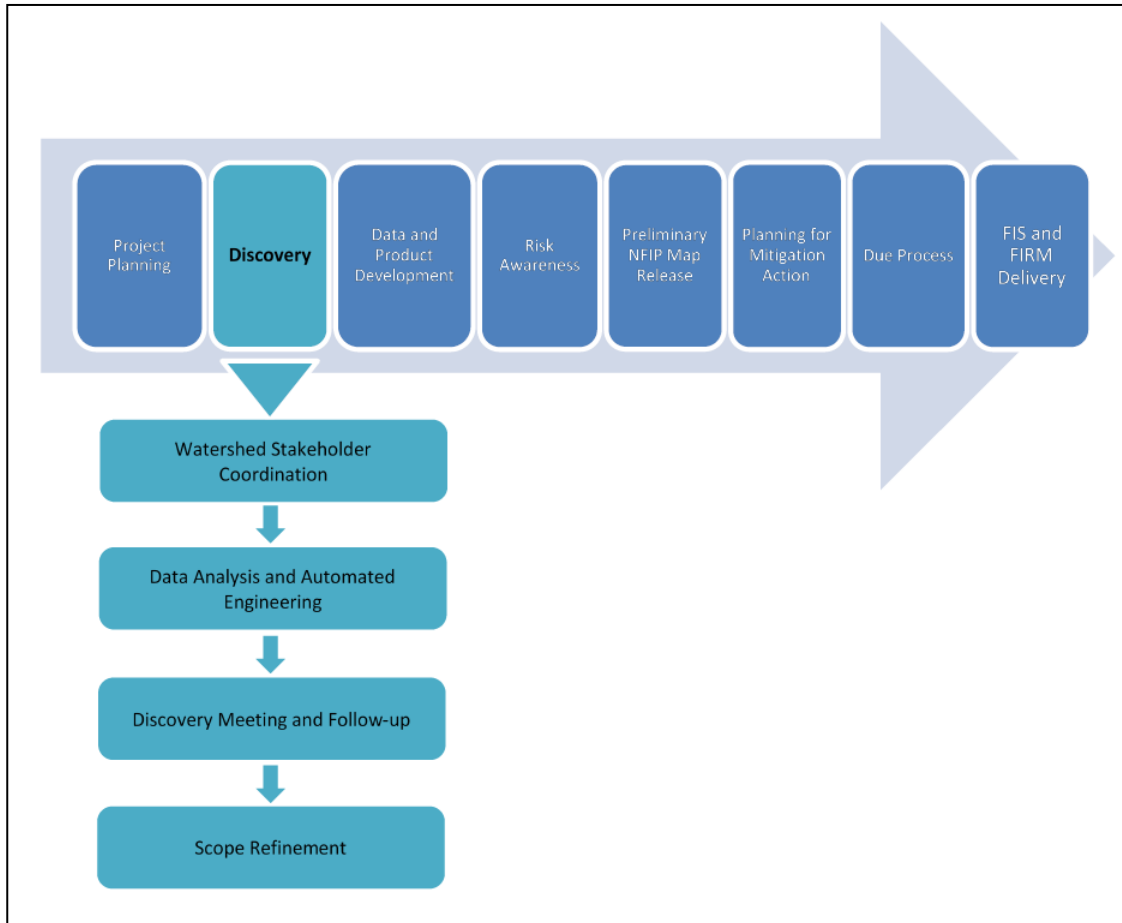 Project
Planning
Discovery
Data and
Product
Development
Risk
Awareness
Preliminary
NFIP Map
Release
Planning for
Mitigation
Action
Due Process
FIS and
FIRM
Delivery
Watershed Stakeholder
Coordination
Data Analysis and Automated
Engineering
Discovery Meeting and Follow-up
Scope Refinement